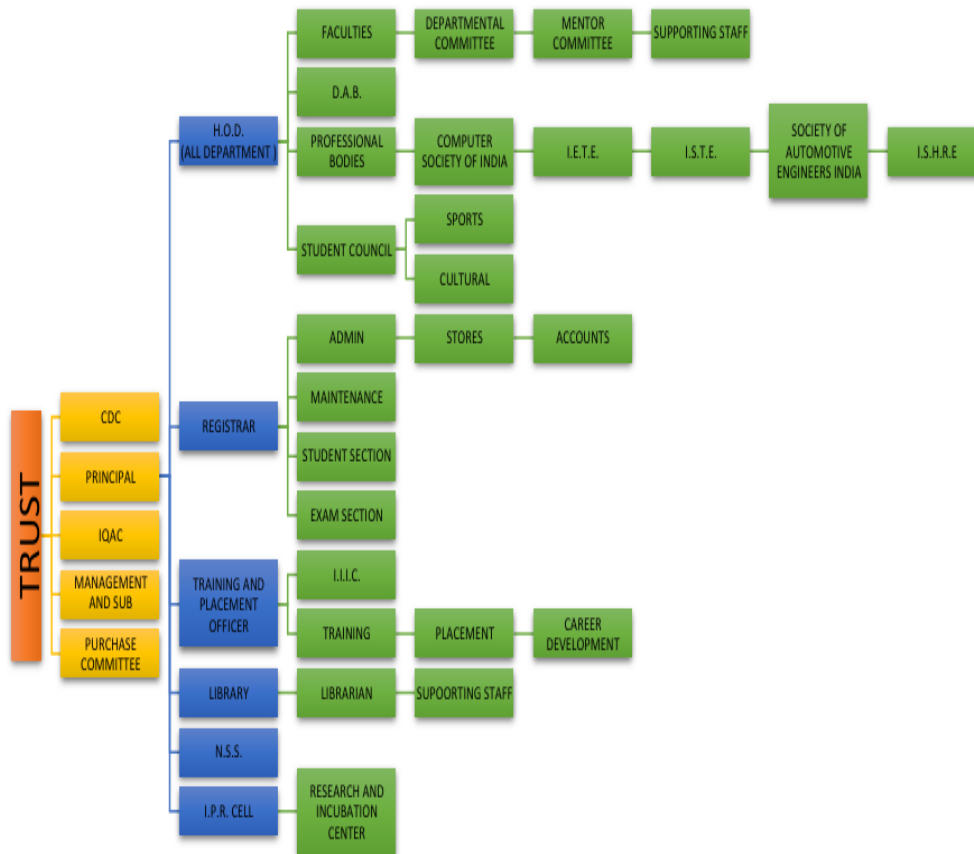 TRUST
CDC
PRINCIPAL
IQAC
MANAGEMENT
AND SUB
PURCHASE
COMMITTEE
H.O.D.
(ALL DEPARTMENT )
FACULTIES
DEPARTMENTAL
COMMITTEE
MENTOR
COMMITTEE
SUPPORTING STAFF
D.A.B.
PROFESSIONAL
BODIES
COMPUTER
SOCIETY OF INDIA
I.E.T.E.
I.S.T.E.
SOCIETY OF
AUTOMOTIVE
ENGINEERS INDIA
I.S.H.R.E
STUDENT COUNCIL
SPORTS
CULTURAL
REGISTRAR
ADMIN
STORES
ACCOUNTS
MAINTENANCE
STUDENT SECTION
EXAM SECTION
TRAINING AND
PLACEMENT
OFFICER
I.I.I.C.
TRAINING
PLACEMENT
CAREER
DEVELOPMENT
LIBRARY
LIBRARIAN
SUPOORTING STAFF
N.S.S.
I.P.R. CELL
RESEARCH AND
INCUBATION
CENTER